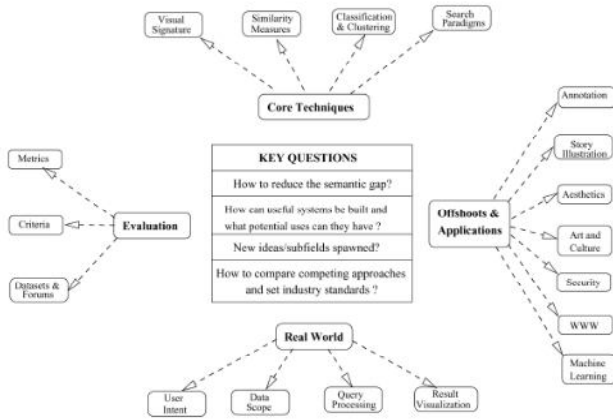 Visual
Signature
Similarity
Measures
Classification
& Clustering
Search
Paradigms
Core Techniques
Annotation
Story
Illustration
Aesthetics
Art and
Culture
Security
WWW
Machine
Learning
Offshoots &
Applications
Metrics
Criteria
Datasets &
Forums
Evaluation
KEY QUESTIONS
How to reduce the semantic gap?
How can useful systems be built and
what potential uses can they have ?
New ideas/subfields spawned?
How to compare competing approaches
and set industry standards ?
Real World
User
Intent
Data
Scope
Query
Processing
Result
Visualization